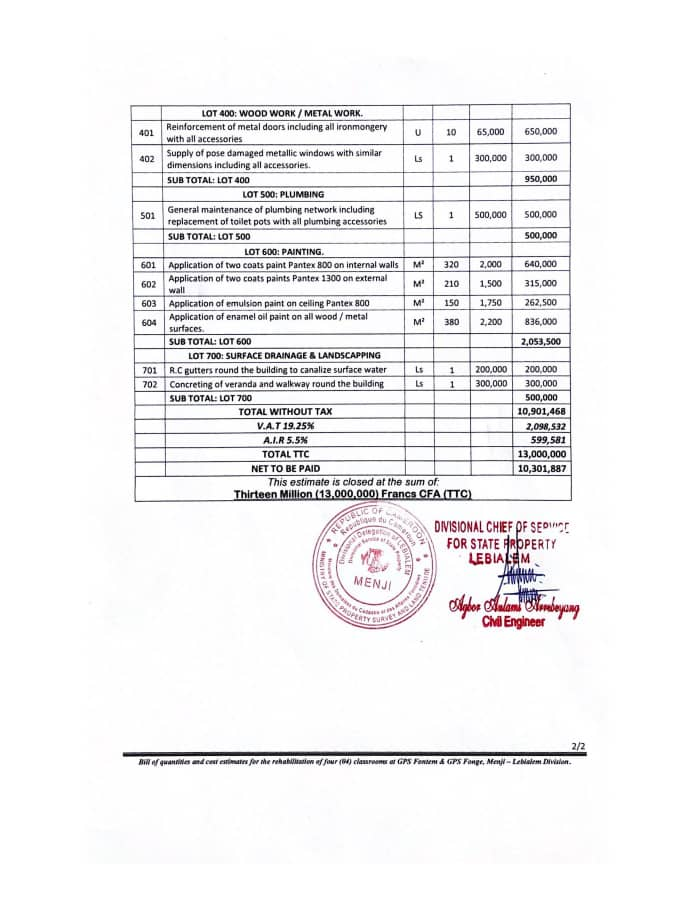 LOT 400: WOOD WORK / METAL WORK.
401 Reinforcement of metal doors including all ironmongery with all accessories U 10 65,000 650,000
402 Supply of pose damaged metallic windows with similar dimensions including all accessories. Ls 1 300,000 300,000
SUB TOTAL: LOT 400 950,000
LOT 500: PLUMBING
501 General maintenance of plumbing network including replacement of toilet pots with all plumbing accessories LS 1 500,000 500,000
SUB TOTAL: LOT 500 500,000
LOT 600: PAINTING.
601 Application of two coats paint Pantex 800 on internal walls M² 320 2,000 640,000
602 Application of two coats paints Pantex 1300 on external wall M² 210 1,500 315,000
603 Application of emulsion paint on ceiling Pantex 800 M² 150 1,750 262,500
604 Application of enamel oil paint on all wood / metal surfaces. M² 380 2,200 836,000
SUB TOTAL: LOT 600 2,053,500
LOT 700: SURFACE DRAINAGE & LANDSCAPPING
701 R.C gutters round the building to canalize surface water Ls 1 200,000 200,000
702 Concreting of veranda and walkway round the building Ls 1 300,000 300,000
SUB TOTAL: LOT 700 500,000
TOTAL WITHOUT TAX 10,901,468
V.A.T 19.25% 2,098,532
A.I.R 5.5% 599,581
TOTAL TTC 13,000,000
NET TO BE PAID 10,301,887
This estimate is closed at the sum of:
Thirteen Million (13,000,000) Francs CFA (TTC)
REPUBLIC OF CAMEROON
Republique du Cameroun
Divisional Delegation of LEBIALEM
MENJI
MINISTRY OF STATE PROPERTY SURVEY AND LAND TENURE
DIVISIONAL CHIEF OF SERVICE
FOR STATE PROPERTY
LEBIALEM
Agbor
Civil Engineer
2/2
Bill of quantities and cost estimates for the rehabilitation of four (04) classrooms at GPS Fontem & GPS Fonge, Menji – Lebialem Division.